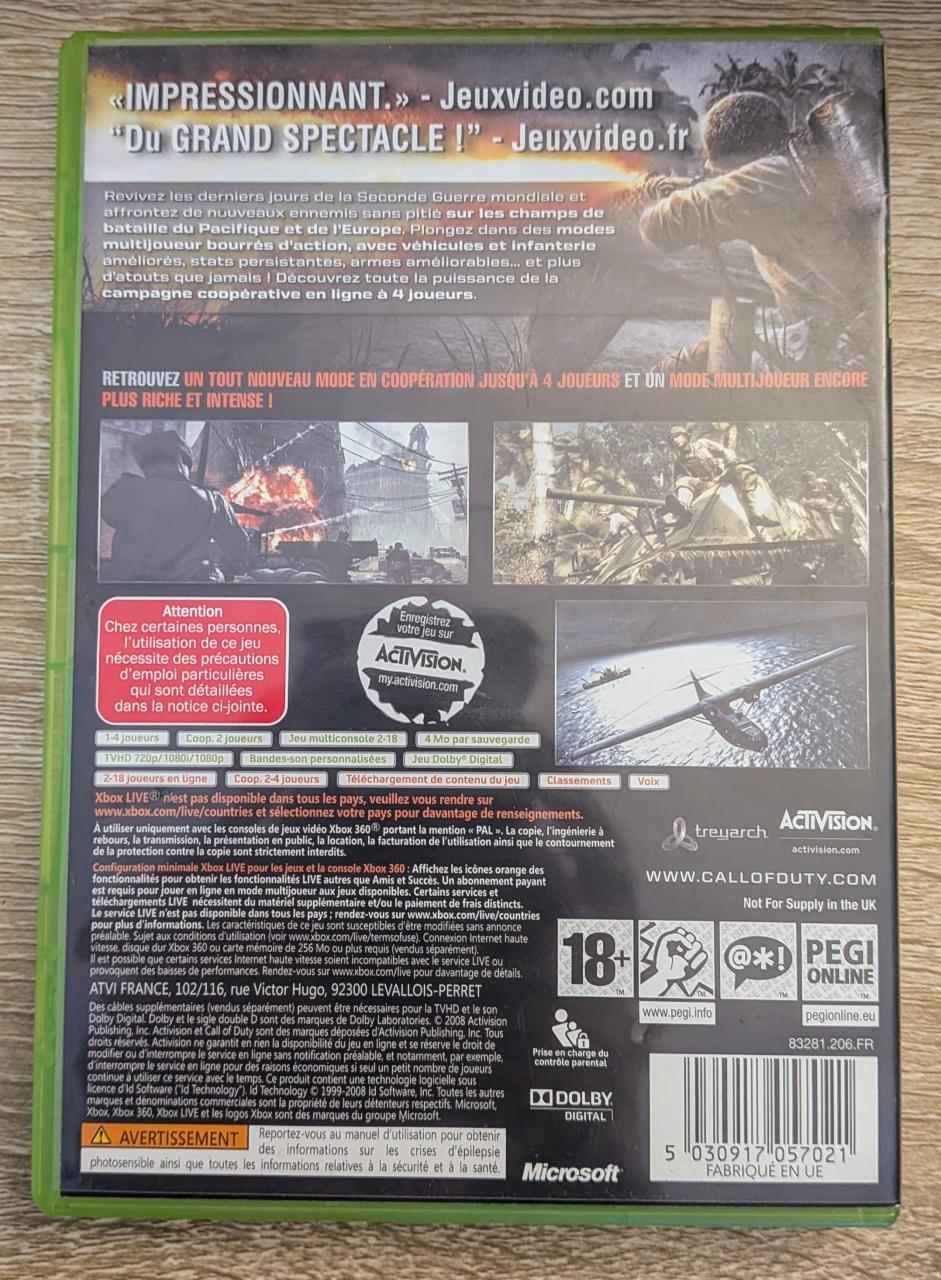 «IMPRESSIONNANT.» - Jeuxvideo.com
“Du GRAND SPECTACLE !” - Jeuxvideo.fr
Revivez les derniers jours de la Seconde Guerre mondiale et
affrontez de nouveaux ennemis sans pitié sur les champs de
bataille du Pacifique et de l'Europe. Plongez dans des modes
multijoueur bourrés d'action, avec véhicules et infanterie
améliorés, stats persistantes, armes améliorables... et plus
d'atouts que jamais ! Découvrez toute la puissance de la
campagne coopérative en ligne à 4 joueurs.
RETROUVEZ UN TOUT NOUVEAU MODE EN COOPÉRATION JUSQU'À 4 JOUEURS ET UN MODE MULTIJOUEUR ENCORE
PLUS RICHE ET INTENSE !
Attention
Chez certaines personnes,
l'utilisation de ce jeu
nécessite des précautions
d'emploi particulières
qui sont détaillées
dans la notice ci-jointe.
Enregistrez
votre jeu sur
ACTIVISION.
my.activision.com
1-4 joueurs
Coop. 2 joueurs
Jeu multiconsole 2-18
4 Mo par sauvegarde
TVHD 720p/1080i/1080p
Bandes-son personnalisées
Jeu Dolby® Digital
2-18 joueurs en ligne
Coop. 2-4 joueurs
Téléchargement de contenu du jeu
Classements
Voix
Xbox LIVE® n'est pas disponible dans tous les pays, veuillez vous rendre sur
www.xbox.com/live/countries et sélectionnez votre pays pour davantage de renseignements.
À utiliser uniquement avec les consoles de jeux vidéo Xbox 360® portant la mention « PAL ». La copie, l'ingénierie à
rebours, la transmission, la présentation en public, la location, la facturation de l'utilisation ainsi que le contournement
de la protection contre la copie sont strictement interdits.
Configuration minimale Xbox LIVE pour les jeux et la console Xbox 360 : Affichez les icônes orange des
fonctionnalités pour obtenir les fonctionnalités LIVE autres que Amis et Succès. Un abonnement payant
est requis pour jouer en ligne en mode multijoueur aux jeux disponibles. Certains services et
téléchargements LIVE nécessitent du matériel supplémentaire et/ou le paiement de frais distincts.
Le service LIVE n'est pas disponible dans tous les pays ; rendez-vous sur www.xbox.com/live/countries
pour plus d'informations. Les caractéristiques de ce jeu sont susceptibles d'être modifiées sans annonce
préalable. Sujet aux conditions d'utilisation (voir www.xbox.com/live/termsofuse). Connexion Internet haute
vitesse, disque dur Xbox 360 ou carte mémoire de 256 Mo ou plus requis (vendus séparément).
Il est possible que certains services Internet haute vitesse soient incompatibles avec le service LIVE ou
provoquent des baisses de performances. Rendez-vous sur www.xbox.com/live pour davantage de détails.
ATVI FRANCE, 102/116, rue Victor Hugo, 92300 LEVALLOIS-PERRET
Des câbles supplémentaires (vendus séparément) peuvent être nécessaires pour la TVHD et le son
Dolby Digital. Dolby et le sigle double D sont des marques de Dolby Laboratories. © 2008 Activision
Publishing, Inc. Activision et Call of Duty sont des marques déposées d'Activision Publishing, Inc. Tous
droits réservés. Activision ne garantit en rien la disponibilité du jeu en ligne et se réserve le droit de
modifier ou d'interrompre le service en ligne sans notification préalable, et notamment, par exemple,
d'interrompre le service en ligne pour des raisons économiques si seul un petit nombre de joueurs
continue à utiliser ce service avec le temps. Ce produit contient une technologie logicielle sous
licence d'Id Software ("Id Technology"). Id Technology © 1999-2008 Id Software, Inc. Toutes les autres
marques et dénominations commerciales sont la propriété de leurs détenteurs respectifs. Microsoft,
Xbox, Xbox 360, Xbox LIVE et les logos Xbox sont des marques du groupe Microsoft.
AVERTISSEMENT
Reportez-vous au manuel d'utilisation pour obtenir
des informations sur les crises d'épilepsie
photosensible ainsi que toutes les informations relatives à la sécurité et à la santé.
treyarch
ACTIVISION.
activision.com
WWW.CALLOFDUTY.COM
Not For Supply in the UK
18+
@*!
PEGI
ONLINE
www.pegi.info
pegionline.eu
83281.206.FR
Prise en charge du
contrôle parental
DOLBY
DIGITAL
Microsoft
5 030917 057021
FABRIQUÉ EN UE